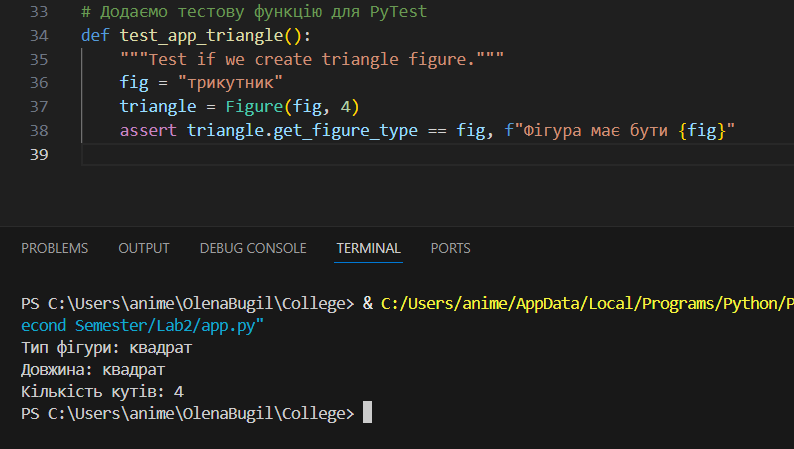 33 # Додаємо тестову функцію для PyTest
34 def test_app_triangle():
35 """Test if we create triangle figure."""
36 fig = "трикутник"
37 triangle = Figure(fig, 4)
38 assert triangle.get_figure_type == fig, f"Фігура має бути {fig}"
39
PROBLEMS OUTPUT DEBUG CONSOLE TERMINAL PORTS
PS C:\Users\anime\OlenaBugil\College> & C:/Users/anime/AppData/Local/Programs/Python/P
econd Semester/Lab2/app.py"
Тип фігури: квадрат
Довжина: квадрат
Кількість кутів: 4
PS C:\Users\anime\OlenaBugil\College>